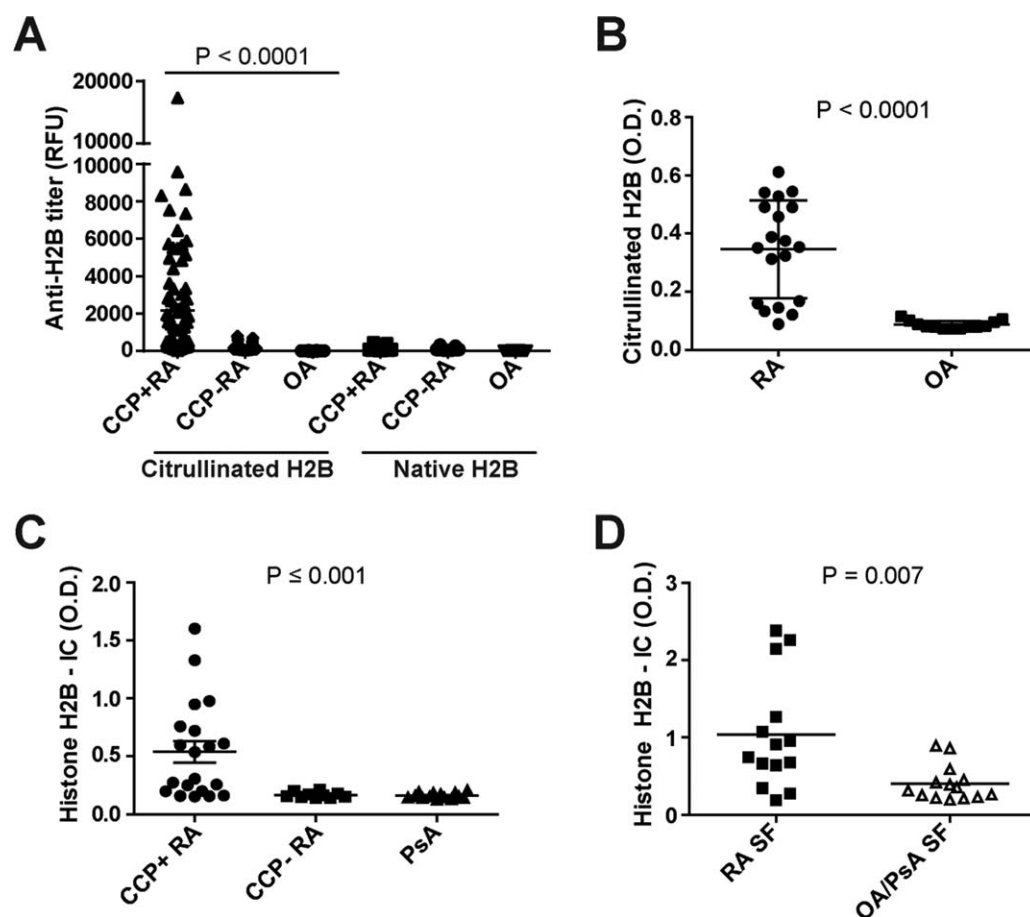 A
P < 0.0001
Anti-H2B titer (RFU)
20000
10000
10000
8000
6000
4000
2000
0
CCP+RA
CCP-RA
OA
CCP+RA
CCP-RA
OA
Citrullinated H2B
Native H2B
B
P < 0.0001
Citrullinated H2B (O.D.)
0.8
0.6
0.4
0.2
0.0
RA
OA
C
P ≤ 0.001
Histone H2B - IC (O.D.)
2.0
1.5
1.0
0.5
0.0
CCP+ RA
CCP- RA
PsA
D
P = 0.007
Histone H2B - IC (O.D.)
3
2
1
0
RA SF
OA/PsA SF